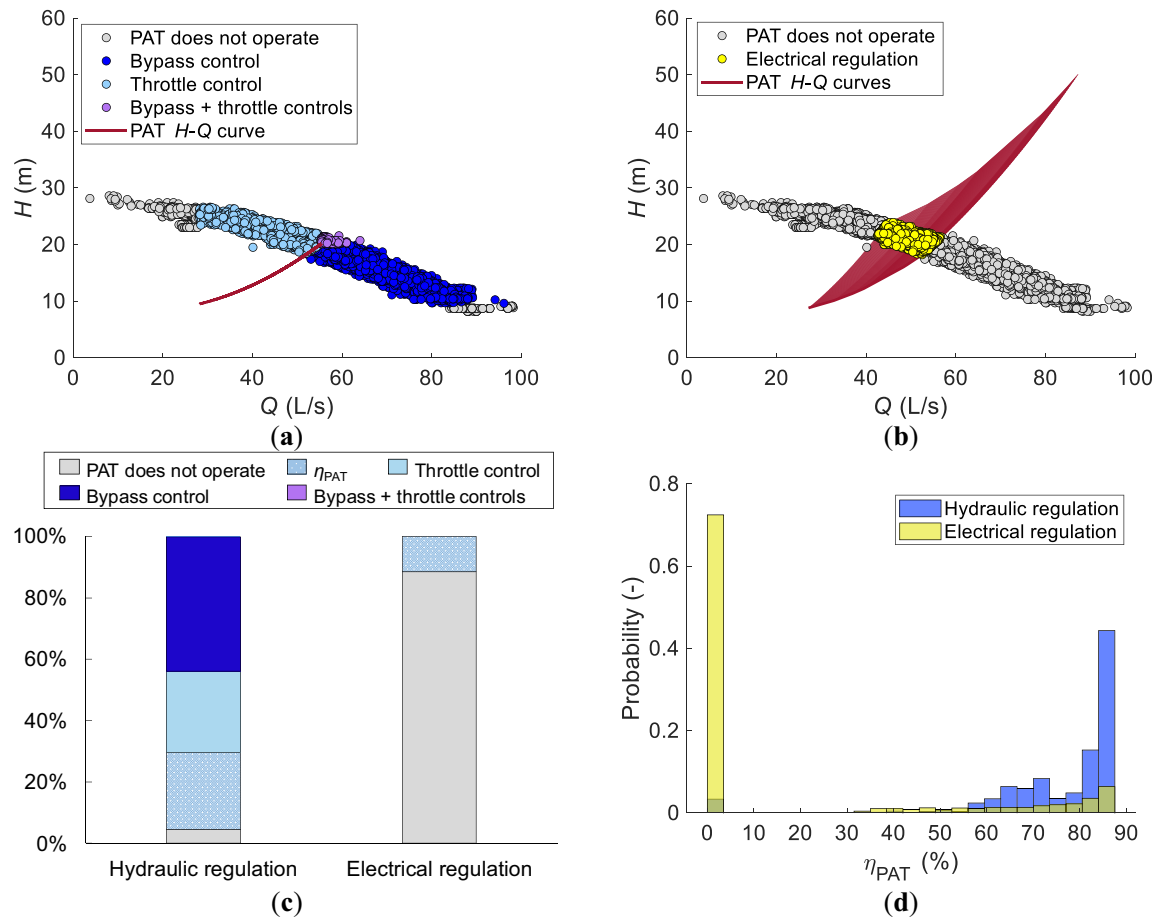 PAT does not operate
Bypass control
Throttle control
Bypass + throttle controls
PAT H-Q curve
60
50
40
30
20
10
0
H (m)
0 20 40 60 80 100
Q (L/s)
(a)
PAT does not operate
Electrical regulation
PAT H-Q curves
60
50
40
30
20
10
0
H (m)
0 20 40 60 80 100
Q (L/s)
(b)
PAT does not operate ηPAT Throttle control
Bypass control Bypass + throttle controls
100%
80%
60%
40%
20%
0%
Hydraulic regulation Electrical regulation
(c)
Hydraulic regulation
Electrical regulation
0.8
0.6
0.4
0.2
0
Probability (-)
0 10 20 30 40 50 60 70 80 90
ηPAT (%)
(d)